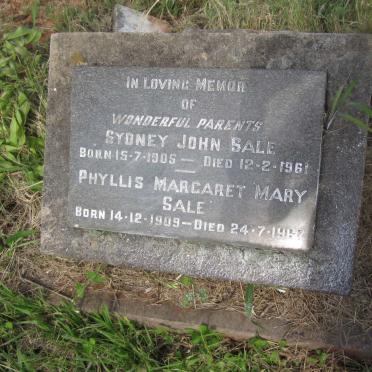 IN LOVING MEMORY
OF
WONDERFUL PARENTS
SYDNEY JOHN SALE
BORN 15-7-1905 — DIED 12-2-1961
PHYLLIS MARGARET MARY
SALE
BORN 14-12-1909 — DIED 24-7-